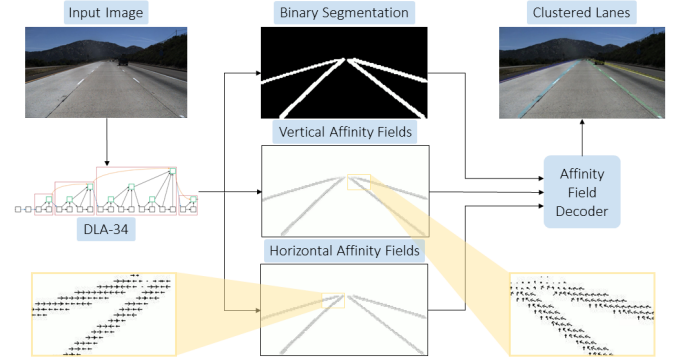 Input Image
Binary Segmentation
Clustered Lanes
Vertical Affinity Fields
Affinity
Field
Decoder
DLA-34
Horizontal Affinity Fields